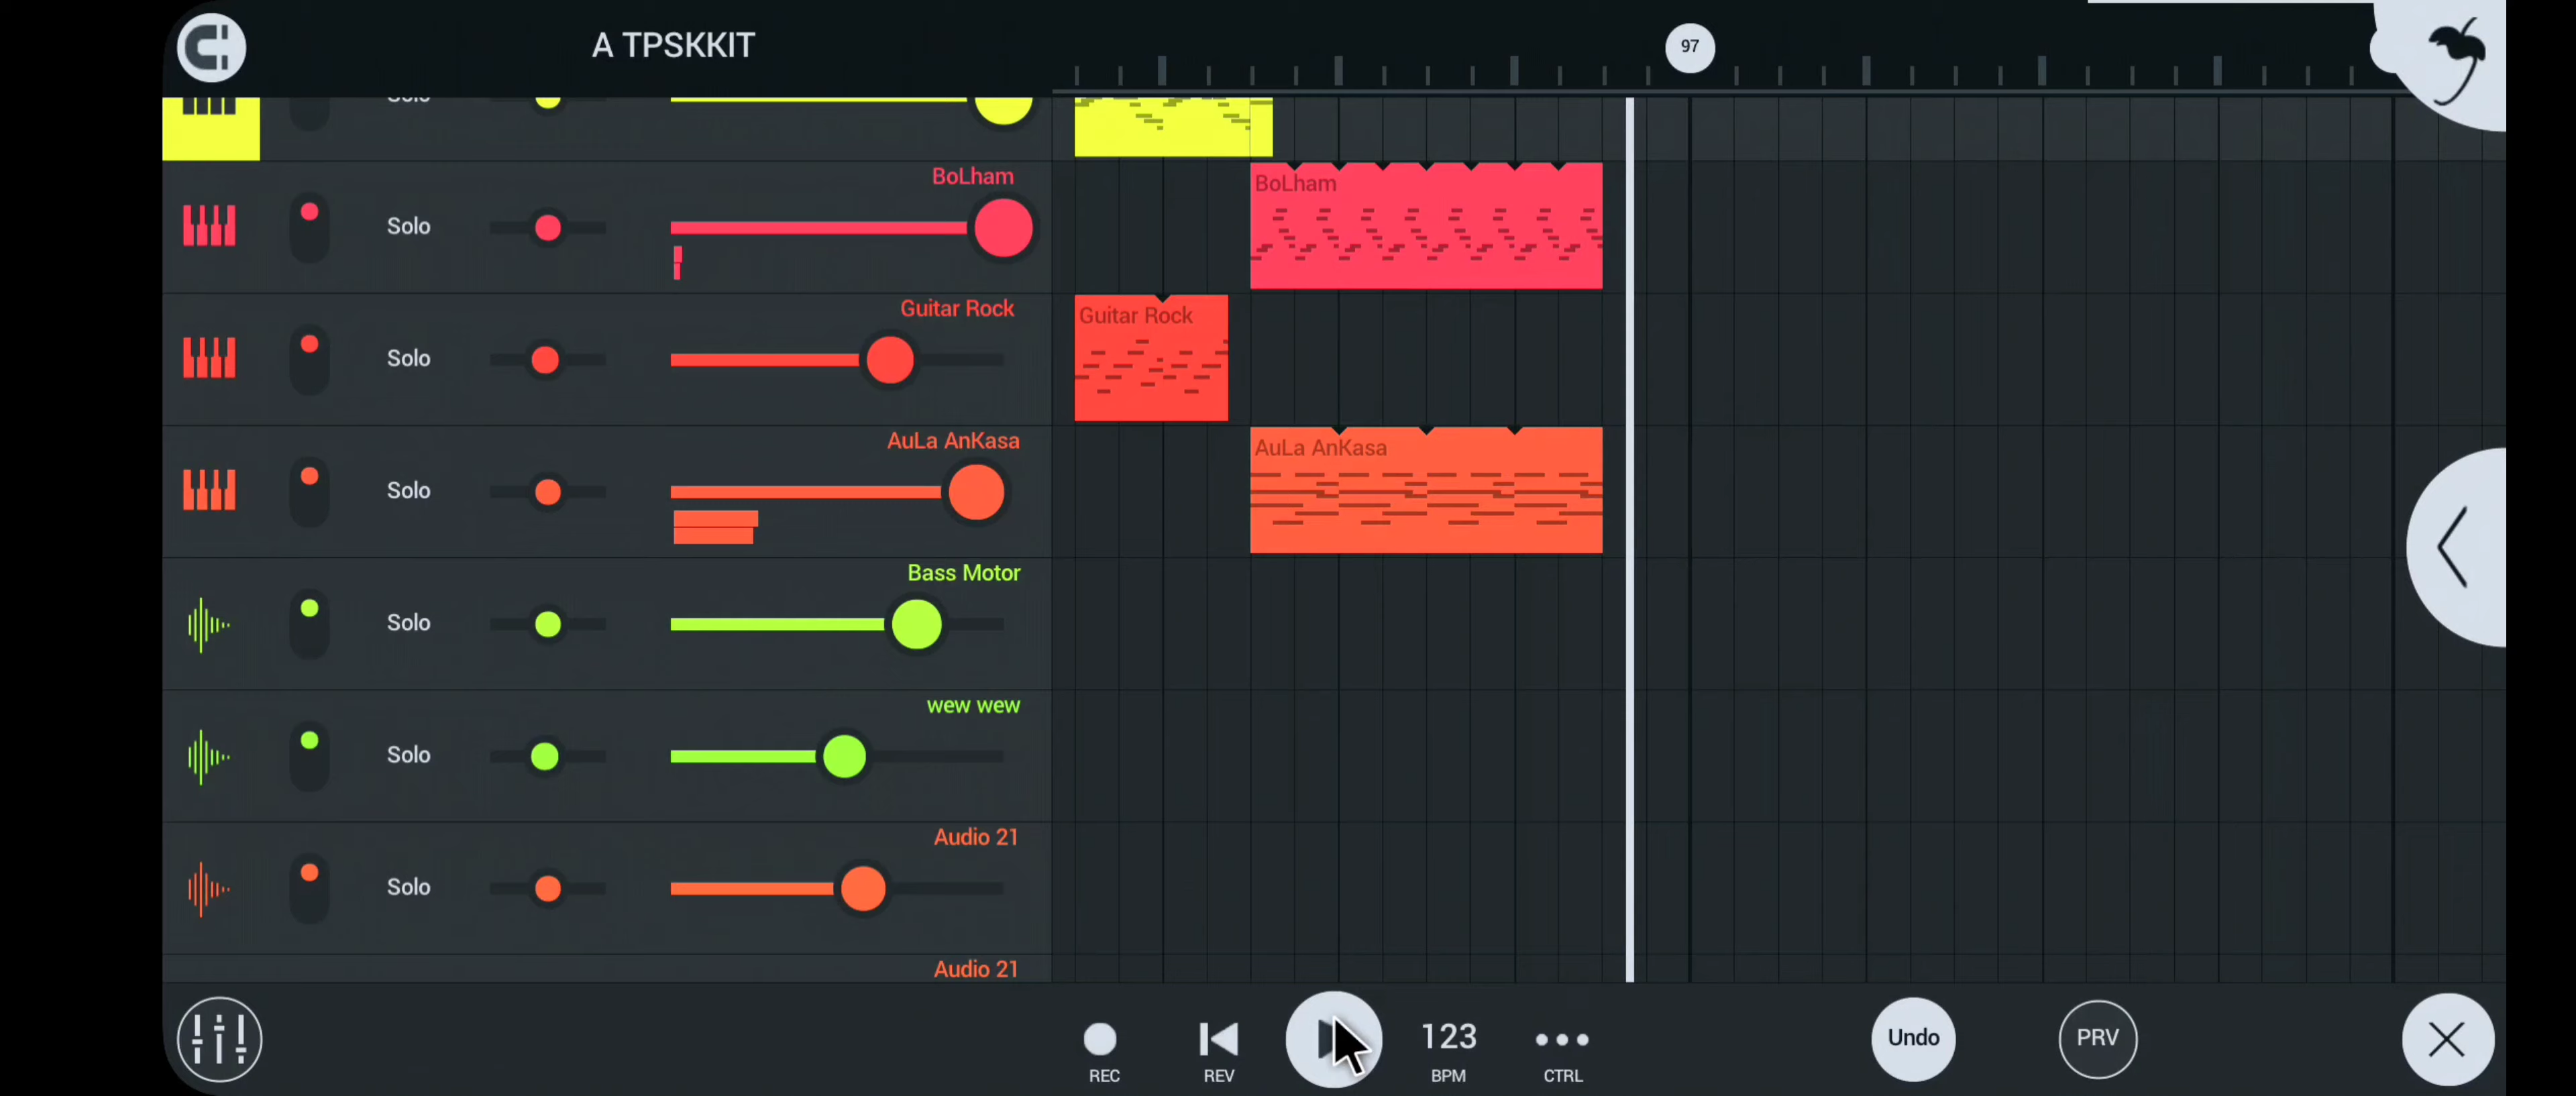 A TPSKKIT
97
Solo
BoLham
Solo
BoLham
Guitar Rock
Solo
Guitar Rock
AuLa AnKasa
Solo
AuLa AnKasa
Bass Motor
Solo
wew wew
Solo
Audio 21
Solo
Audio 21
REC
REV
123
BPM
CTRL
Undo
PRV